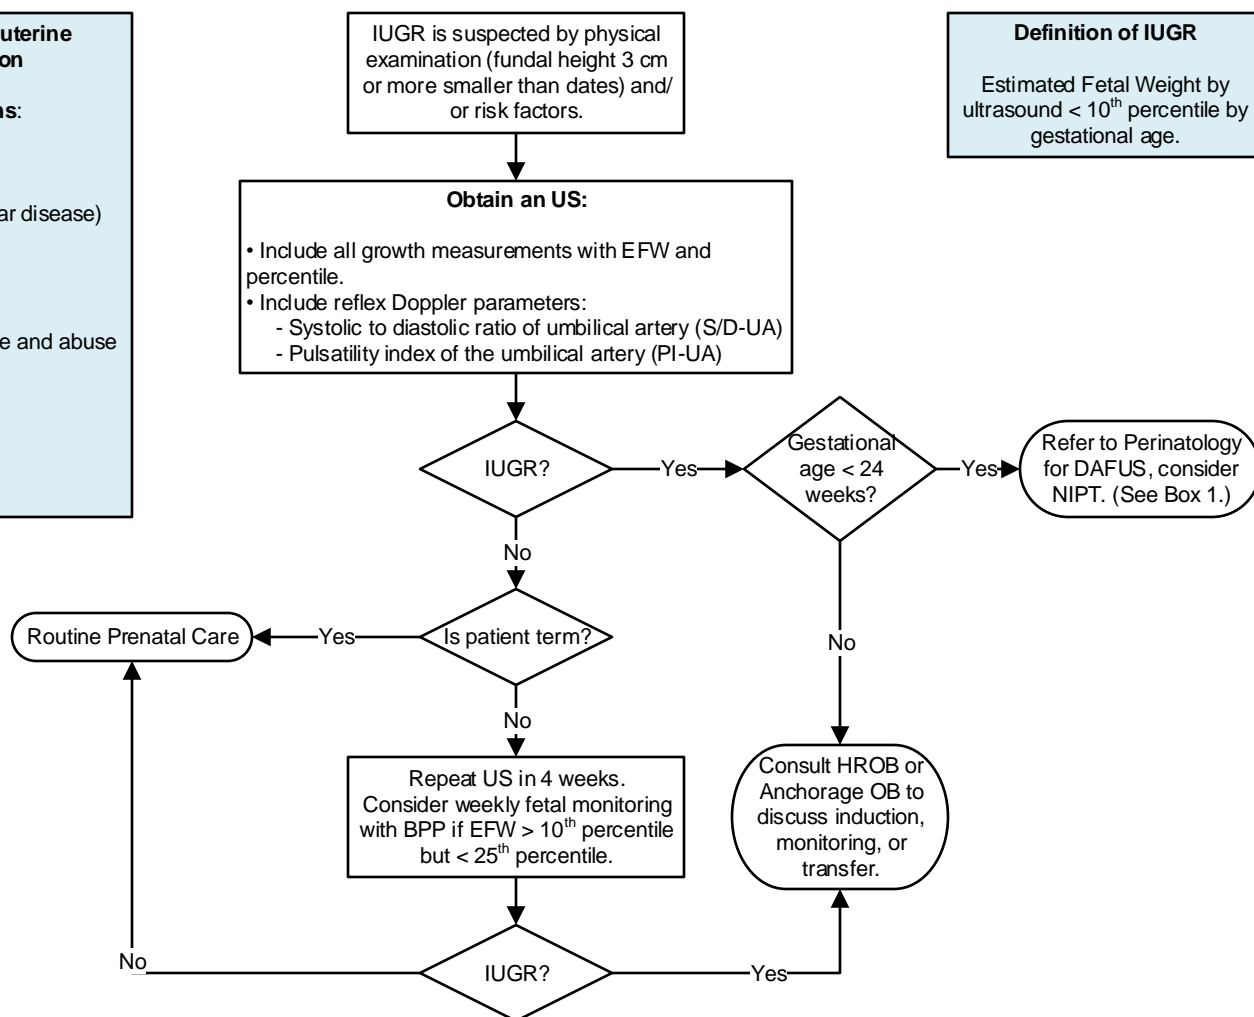 uterine
on
ns:
ar disease)
e and abuse
IUGR is suspected by physical
examination (fundal height 3 cm
or more smaller than dates) and/
or risk factors.
Definition of IUGR
Estimated Fetal Weight by
ultrasound < 10th percentile by
gestational age.
Obtain an US:
• Include all growth measurements with EFW and
percentile.
• Include reflex Doppler parameters:
- Systolic to diastolic ratio of umbilical artery (S/D-UA)
- Pulsatility index of the umbilical artery (PI-UA)
IUGR?
Yes
Gestational
age < 24
weeks?
Yes
Refer to Perinatology
for DAFUS, consider
NIPT. (See Box 1.)
No
Routine Prenatal Care
Yes
Is patient term?
No
No
Repeat US in 4 weeks.
Consider weekly fetal monitoring
with BPP if EFW > 10th percentile
but < 25th percentile.
Consult HROB or
Anchorage OB to
discuss induction,
monitoring, or
transfer.
No
IUGR?
Yes